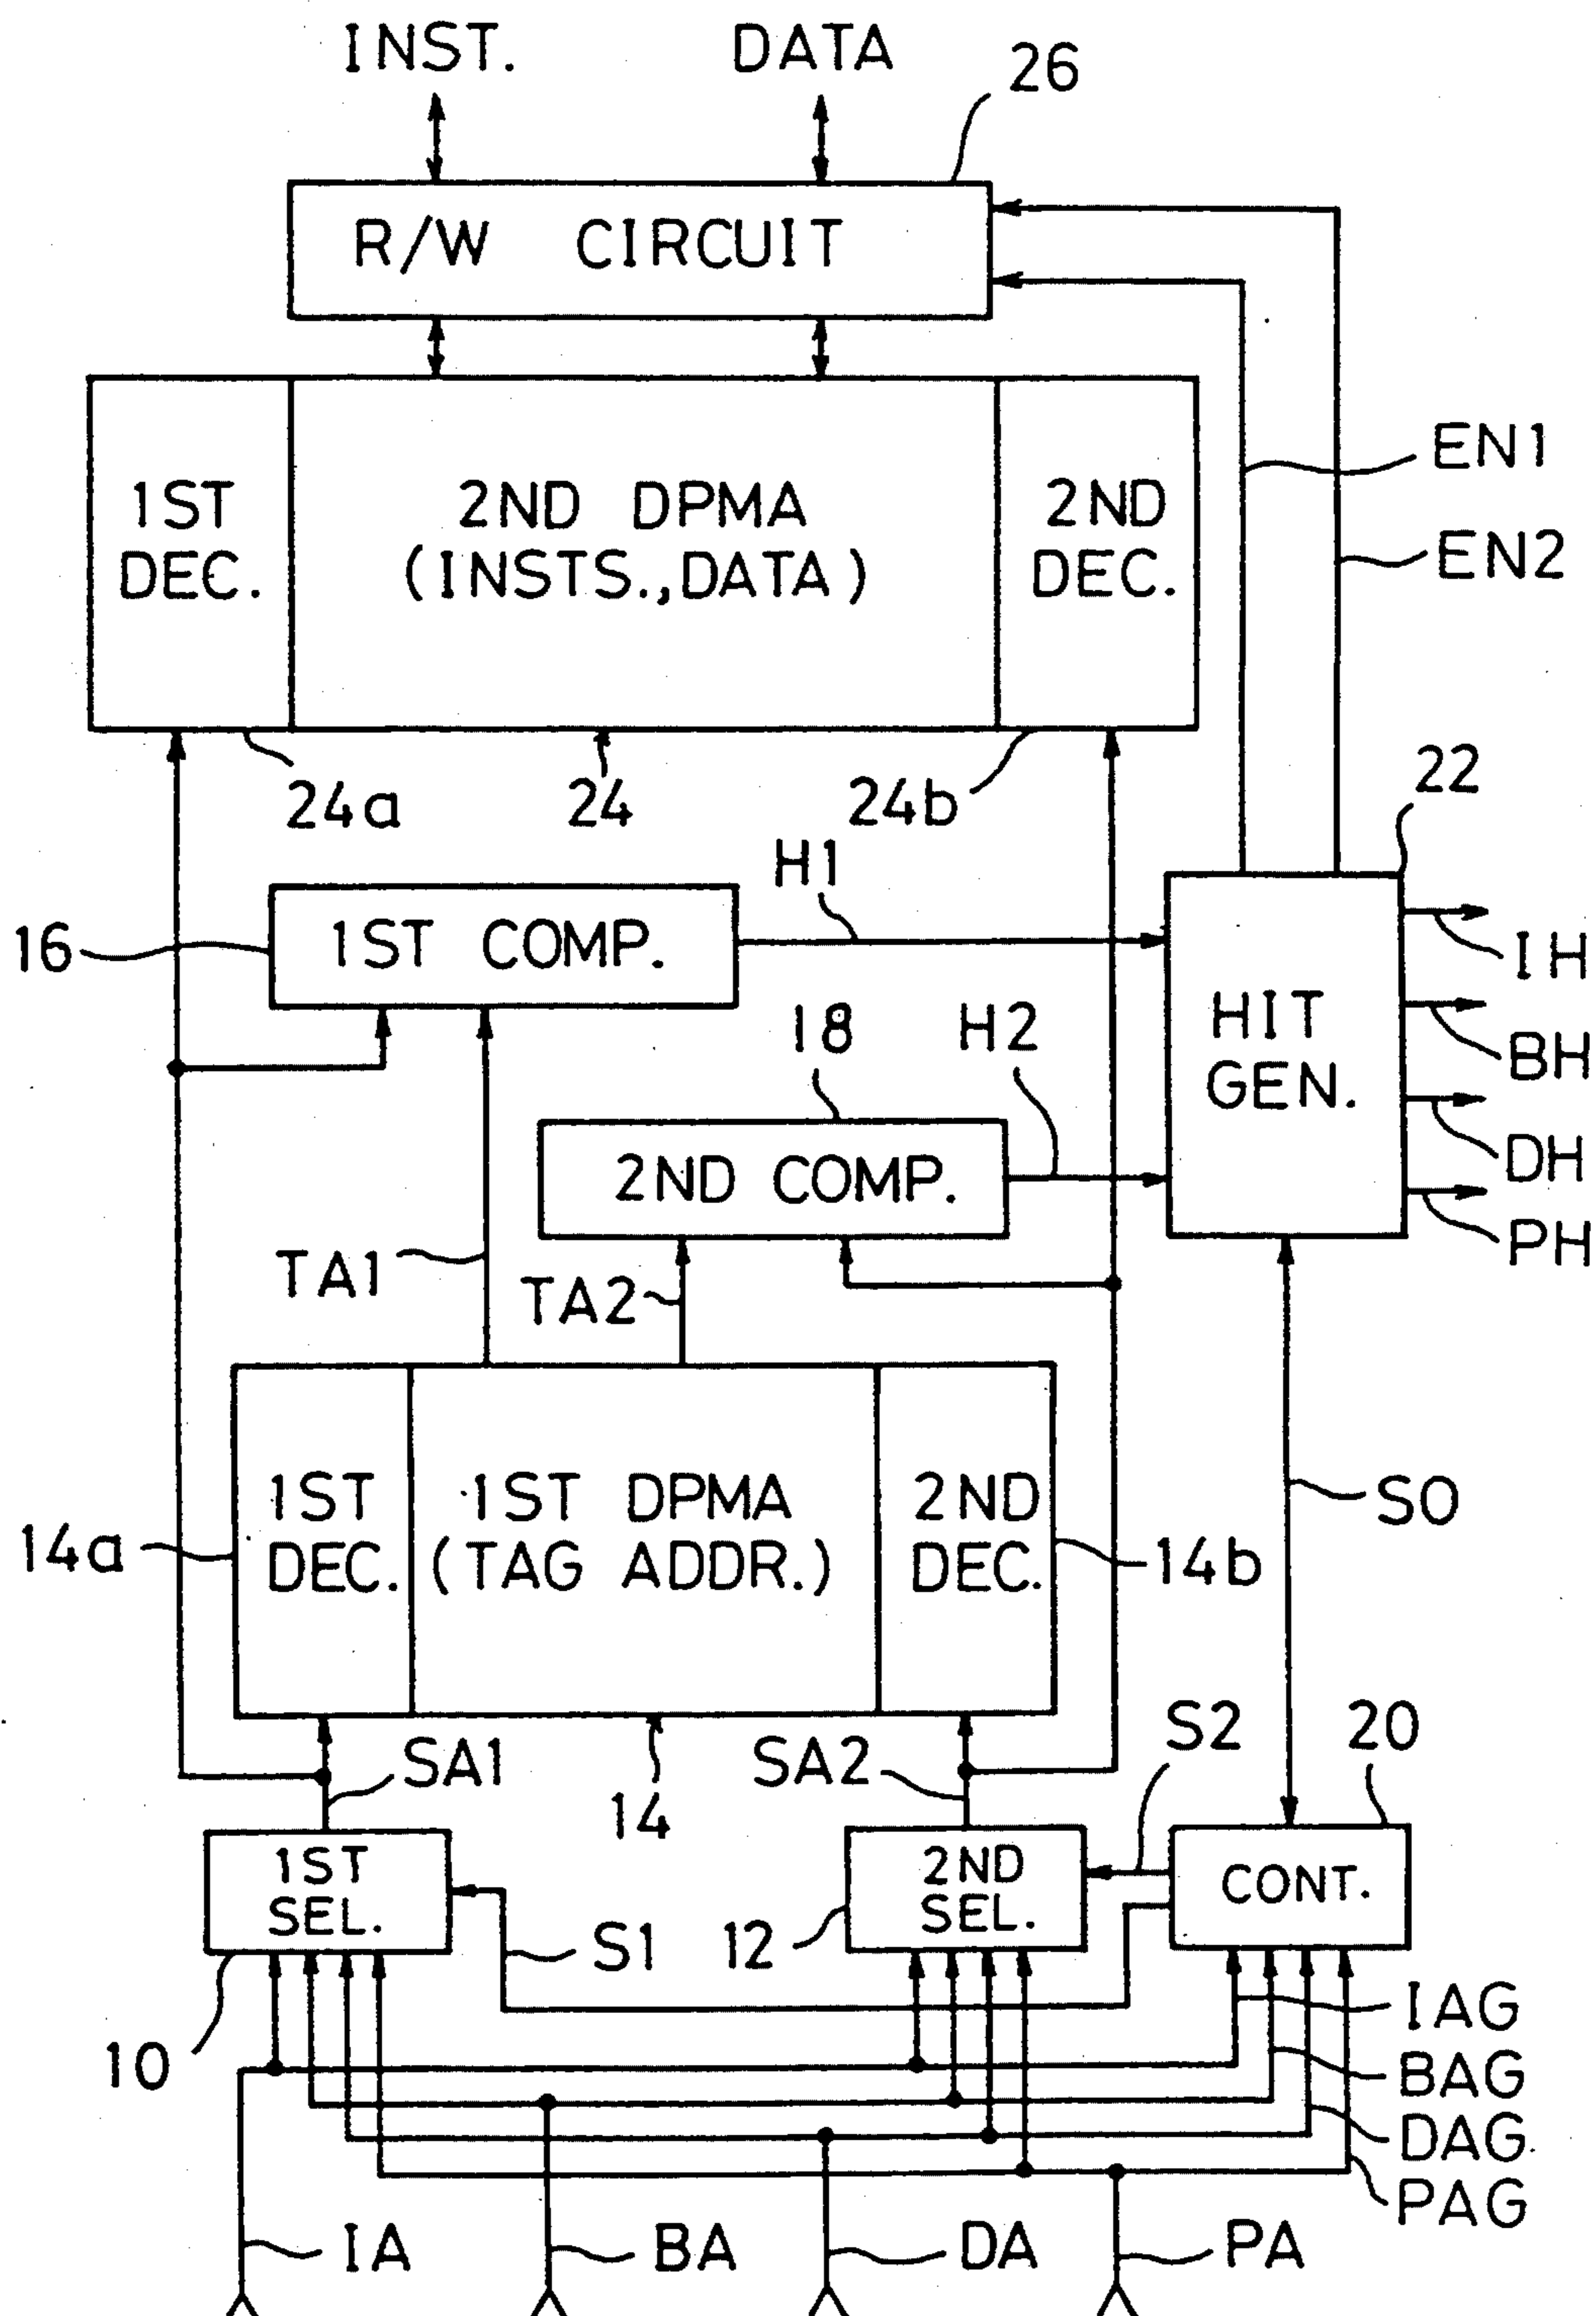 INST.
DATA
26
R/W CIRCUIT
EN1
1ST
DEC.
2ND DPMA
(INSTS.,DATA)
2ND
DEC.
EN2
24a
24
24b
22
H1
16
1ST COMP.
IH
18
H2
HIT
GEN.
BH
2ND COMP.
DH
PH
TA1
TA2
14a
1ST
DEC.
1ST DPMA
(TAG ADDR.)
2ND
DEC.
14b
S0
SA1
14
SA2
S2
20
1ST
SEL.
S1
12
2ND
SEL.
CONT.
10
IAG
BAG
DAG
PAG
IA
BA
DA
PA